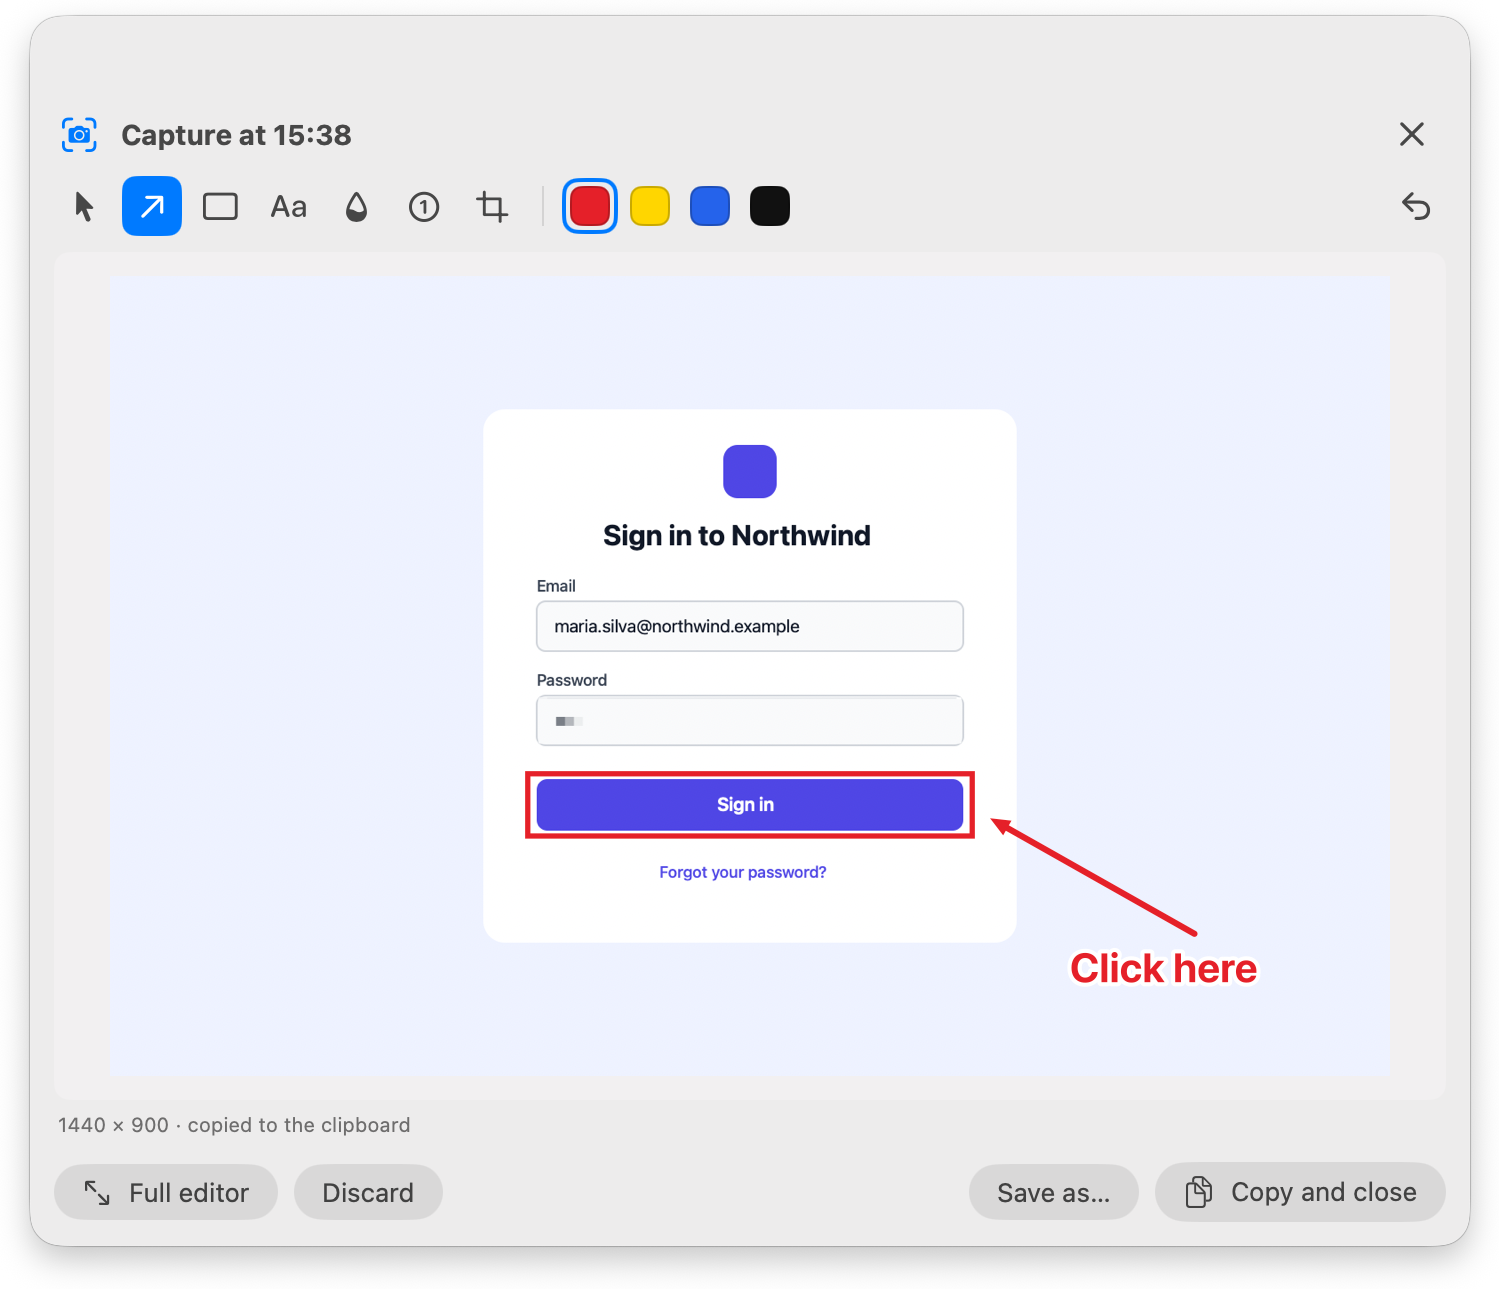 Capture at 15:38
Aa
1
Sign in to Northwind
Email
maria.silva@northwind.example
Password
Sign in
Forgot your password?
Click here
1440 × 900 · copied to the clipboard
Full editor
Discard
Save as...
Copy and close